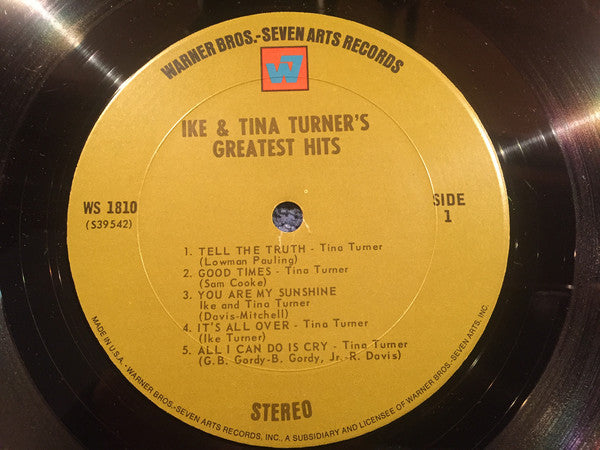 WARNER BROS.-SEVEN ARTS RECORDS
W7
IKE & TINA TURNER'S
GREATEST HITS
WS 1810
(S39542)
SIDE
1
1. TELL THE TRUTH - Tina Turner
(Lowman Pauling)
2. GOOD TIMES - Tina Turner
(Sam Cooke)
3. YOU ARE MY SUNSHINE
Ike and Tina Turner
(Davis-Mitchell)
4. IT'S ALL OVER - Tina Turner
(Ike Turner)
5. ALL I CAN DO IS CRY - Tina Turner
(G.B. Gordy-B. Gordy, Jr.-R. Davis)
STEREO
MADE IN U.S.A. - WARNER BROS.-SEVEN ARTS RECORDS, INC., A SUBSIDIARY AND LICENSEE OF WARNER BROS.-SEVEN ARTS, INC.